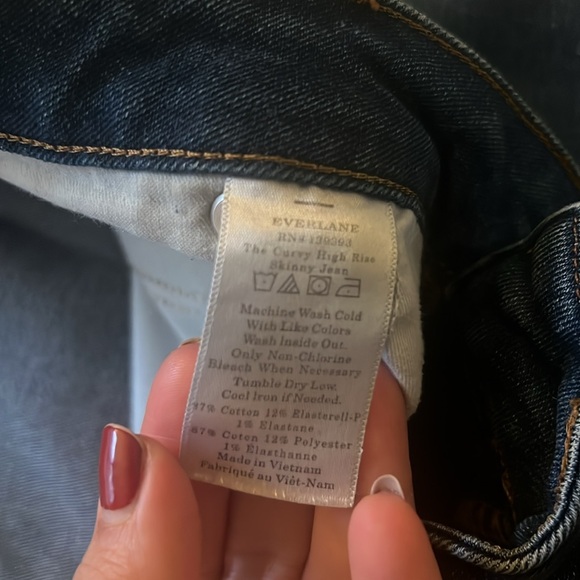 EVERLANE
RN# 139293
The Curvy High Rise
Skinny Jean
Machine Wash Cold
With Like Colors
Wash Inside Out.
Only Non-Chlorine
Bleach When Necessary
Tumble Dry Low.
Cool Iron if Needed.
87% Cotton 12% Elasterell-P
1% Elastane
87% Coton 12% Polyester
1% Elasthanne
Made in Vietnam
Fabriqué au Viêt-Nam